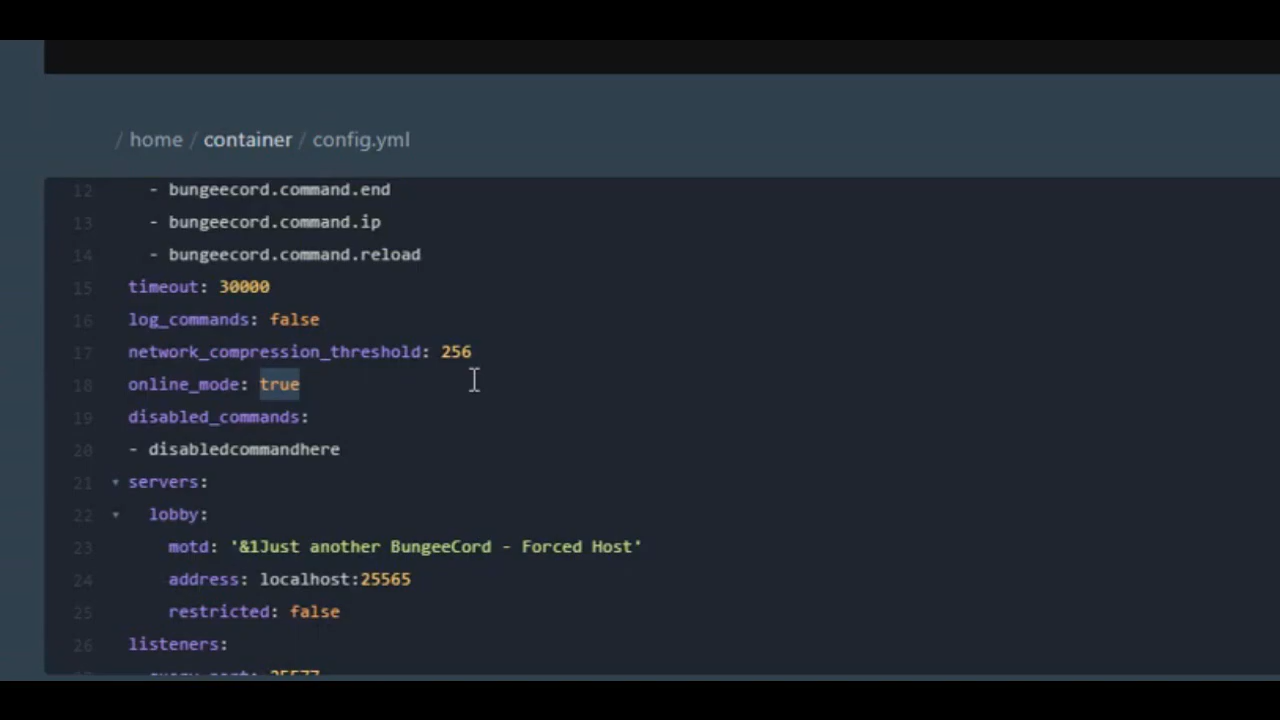 / home / container / config.yml
12 - bungeecord.command.end
13 - bungeecord.command.ip
14 - bungeecord.command.reload
15 timeout: 30000
16 log_commands: false
17 network_compression_threshold: 256
18 online_mode: true
19 disabled_commands:
20 - disabledcommandhere
21 servers:
22 lobby:
23 motd: '&1Just another BungeeCord - Forced Host'
24 address: localhost:25565
25 restricted: false
26 listeners:
query_port: 25577